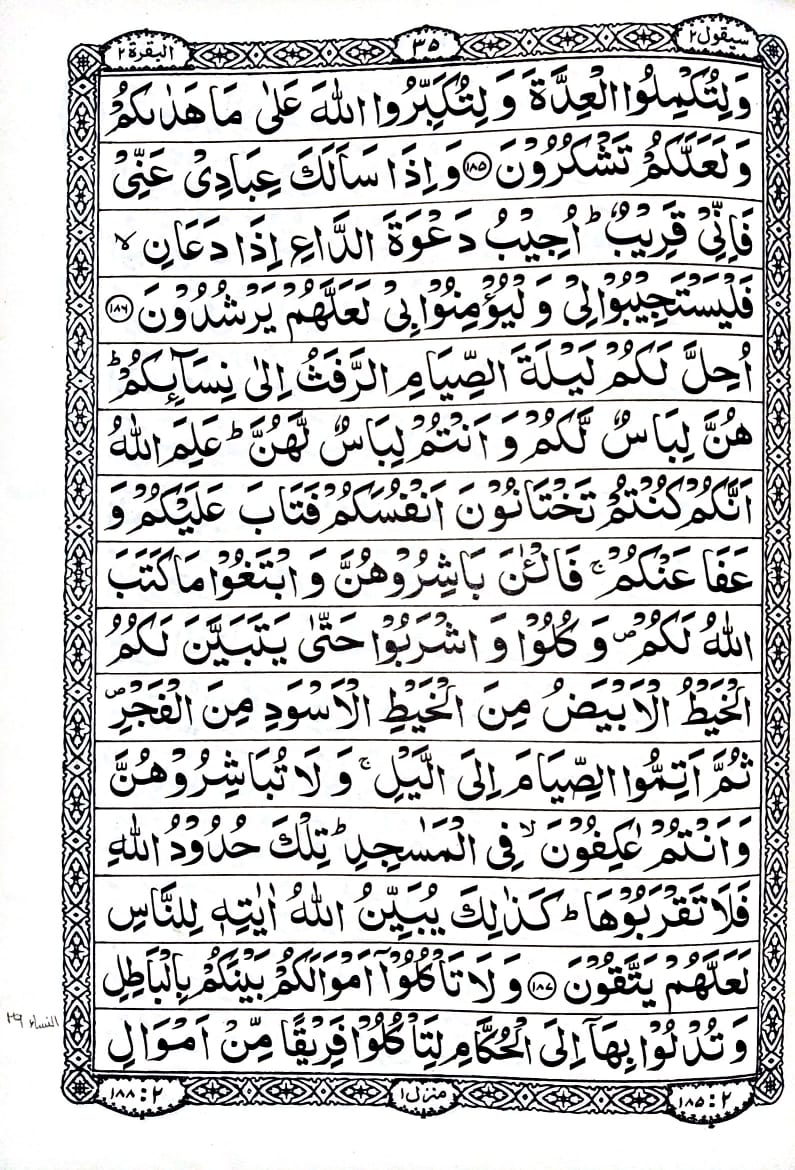 سيقول ٢
٣٥
البقرة ٢
وَلِتُكْمِلُوا الْعِدَّةَ وَلِتُكَبِّرُوا اللّٰهَ عَلٰى مَا هَدٰىكُمْ
وَلَعَلَّكُمْ تَشْكُرُوْنَ ﴿۱۸۵﴾ وَاِذَا سَاَلَكَ عِبَادِىْ عَنِّىْ
فَاِنِّىْ قَرِيْبٌ ؕ اُجِيْبُ دَعْوَةَ الدَّاعِ اِذَا دَعَانِ ۙ
فَلْيَسْتَجِيْبُوْا لِىْ وَلْيُؤْمِنُوْا بِىْ لَعَلَّهُمْ يَرْشُدُوْنَ ﴿۱۸۶﴾
اُحِلَّ لَكُمْ لَيْلَةَ الصِّيَامِ الرَّفَثُ اِلٰى نِسَآئِكُمْ ؕ
هُنَّ لِبَاسٌ لَّكُمْ وَاَنْتُمْ لِبَاسٌ لَّهُنَّ ؕ عَلِمَ اللّٰهُ
اَنَّكُمْ كُنْتُمْ تَخْتَانُوْنَ اَنْفُسَكُمْ فَتَابَ عَلَيْكُمْ وَ
عَفَا عَنْكُمْ ۚ فَالْـٰٔنَ بَاشِرُوْهُنَّ وَابْتَغُوْا مَا كَتَبَ
اللّٰهُ لَكُمْ ۖ وَكُلُوْا وَاشْرَبُوْا حَتّٰى يَتَبَيَّنَ لَكُمُ
الْخَيْطُ الْاَبْيَضُ مِنَ الْخَيْطِ الْاَسْوَدِ مِنَ الْفَجْرِ ۖ
ثُمَّ اَتِمُّوا الصِّيَامَ اِلَى الَّيْلِ ۚ وَلَا تُبَاشِرُوْهُنَّ
وَاَنْتُمْ عٰكِفُوْنَ ۙ فِى الْمَسٰجِدِ ؕ تِلْكَ حُدُوْدُ اللّٰهِ
فَلَا تَقْرَبُوْهَا ؕ كَذٰلِكَ يُبَيِّنُ اللّٰهُ اٰيٰتِهٖ لِلنَّاسِ
لَعَلَّهُمْ يَتَّقُوْنَ ﴿۱۸۷﴾ وَلَا تَاْكُلُوْٓا اَمْوَالَكُمْ بَيْنَكُمْ بِالْبَاطِلِ
وَتُدْلُوْا بِهَآ اِلَى الْحُكَّامِ لِتَاْكُلُوْا فَرِيْقًا مِّنْ اَمْوَالِ
النساء ٢٩
٢ : ١٨٥
منزل ١
٢ : ١٨٨